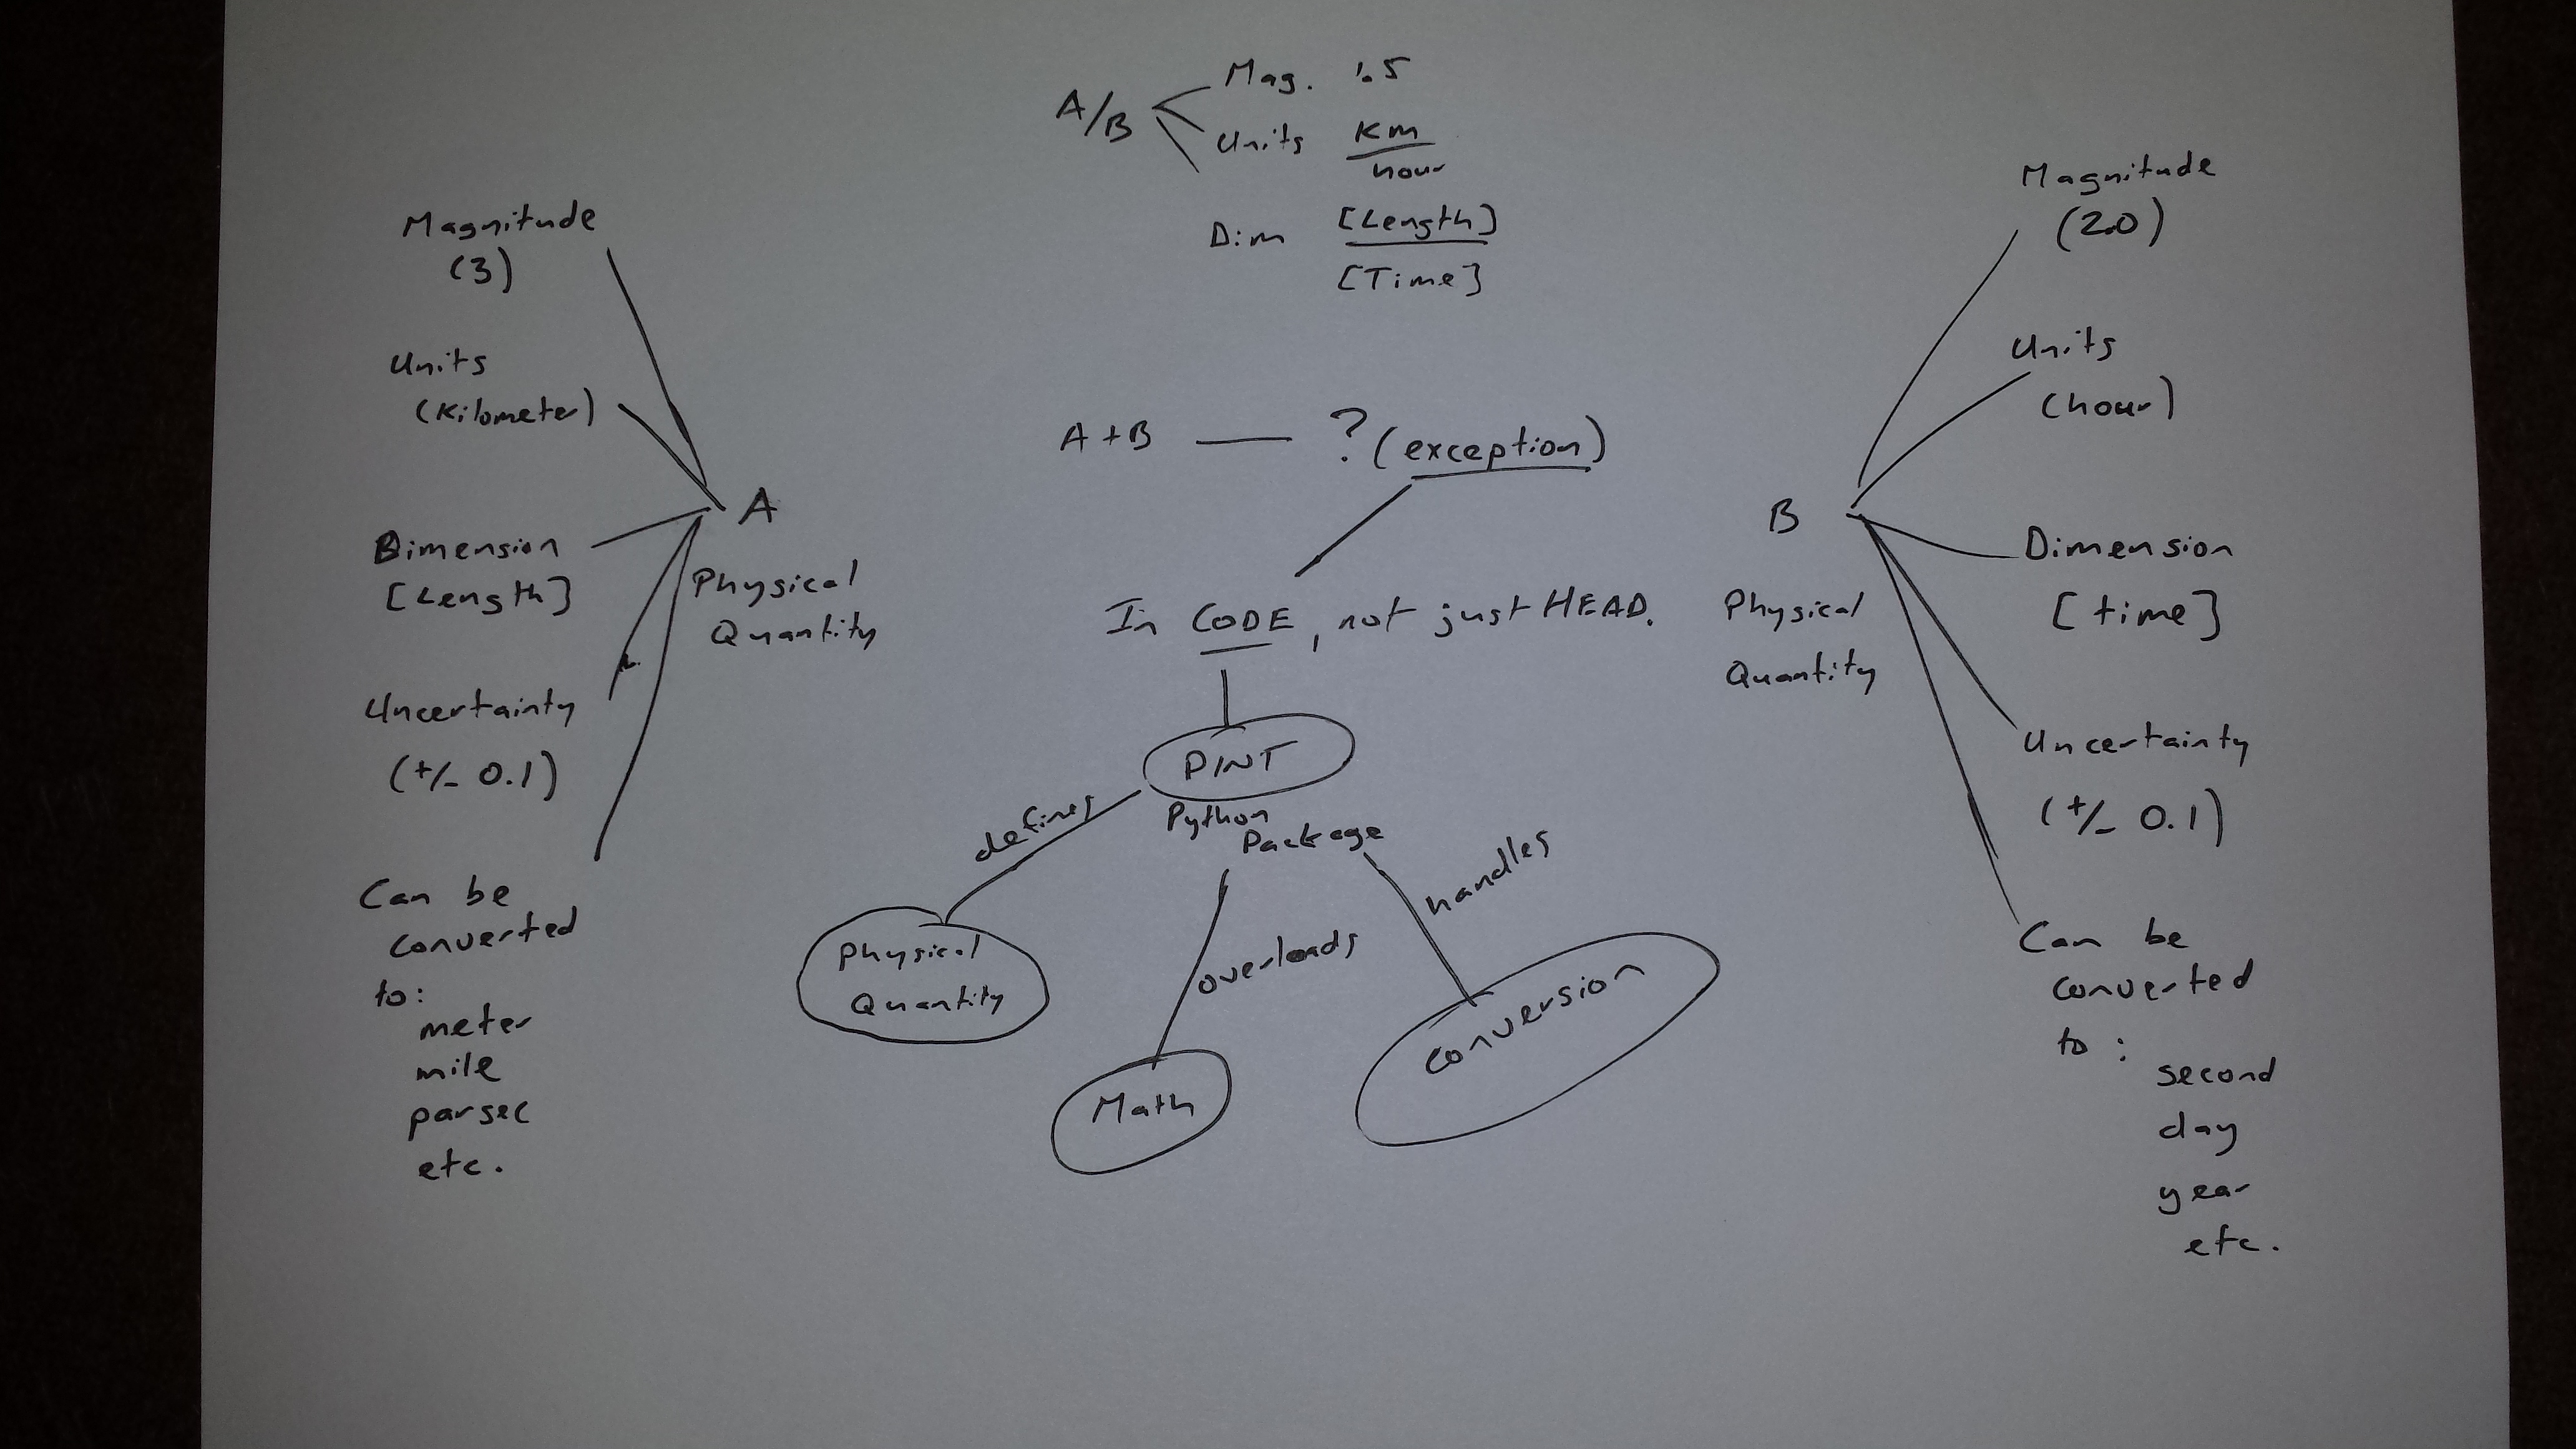 A/B
Mag. 1.5
Units km
hour
Dim [Length]
[Time]
Magnitude
(3)
Units
(Kilometer)
Dimension
[Length]
Uncertainty
(+/- 0.1)
Can be
converted
to:
meter
mile
parsec
etc.
A
Physical
Quantity
A + B
? (exception)
In CODE, not just HEAD.
B
Physical
Quantity
Magnitude
(20)
Units
(hour)
Dimension
[time]
Uncertainty
(+/- 0.1)
Can be
converted
to:
second
day
year
etc.
PINT
Python Package
defines
Physical
Quantity
overloads
Math
handles
Conversion